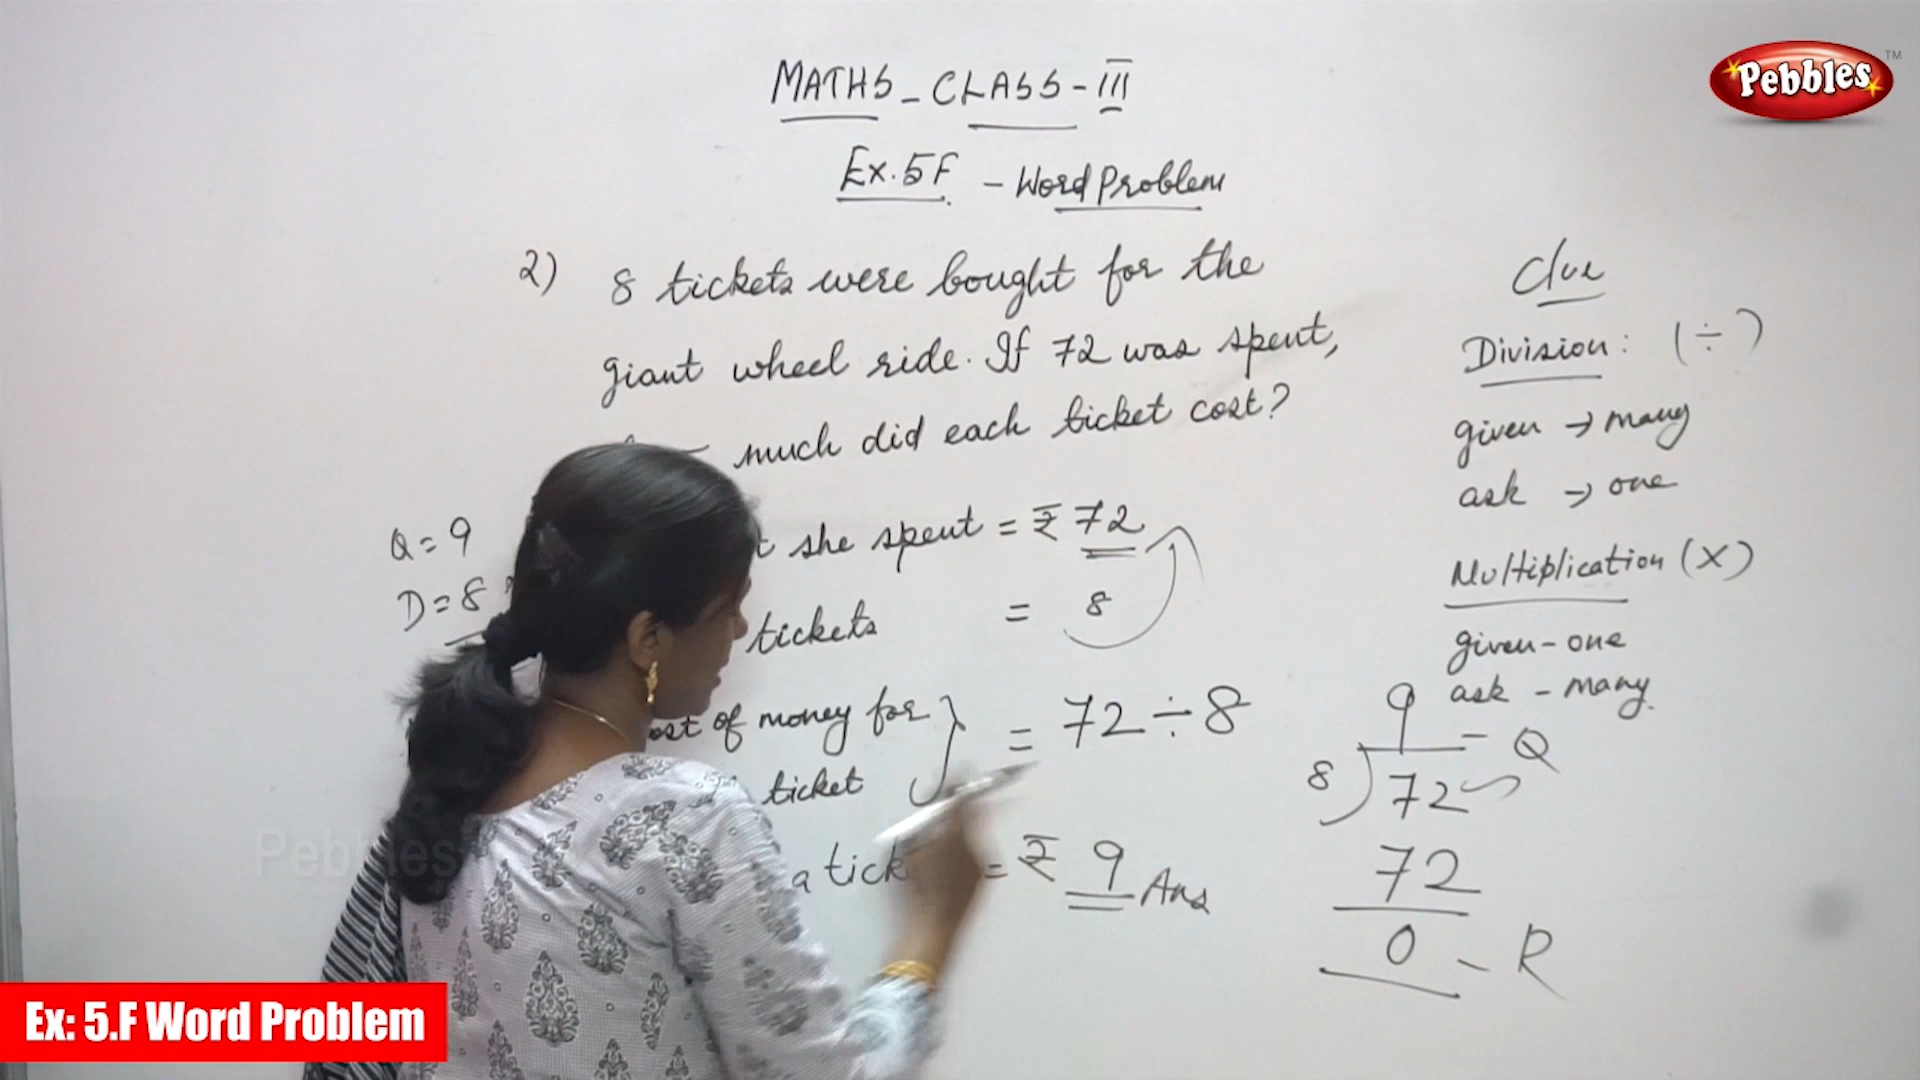 MATHS - CLASS - III
Pebbles TM
Ex. 5F - Word Problem
2) 8 tickets were bought for the
giant wheel ride. If 72 was spent,
much did each ticket cost?
she spent = ₹ 72
tickets = 8
of money for
ticket
= 72 ÷ 8
a = ₹ 9 Ans
Q = 9
D = 8
Clue
Division: (÷)
given → many
ask → one
Multiplication (×)
given - one
ask - many.
9 - Q
8 ) 72
72
0 - R
Pebbles
Ex: 5.F Word Problem